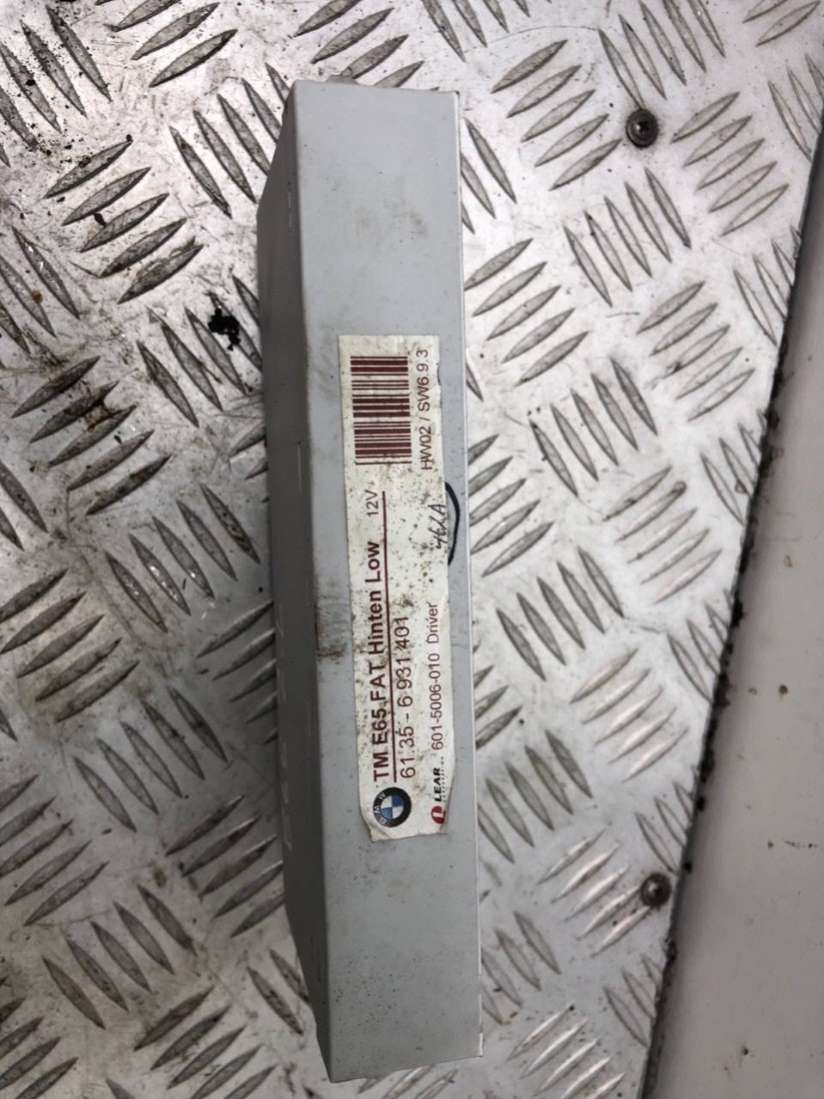 TM E65 FAT Hinten Low 12V
61.35 - 6 931 401
LEAR 601-5006-010 Driver
HW02 / SW6.9.3
BMW